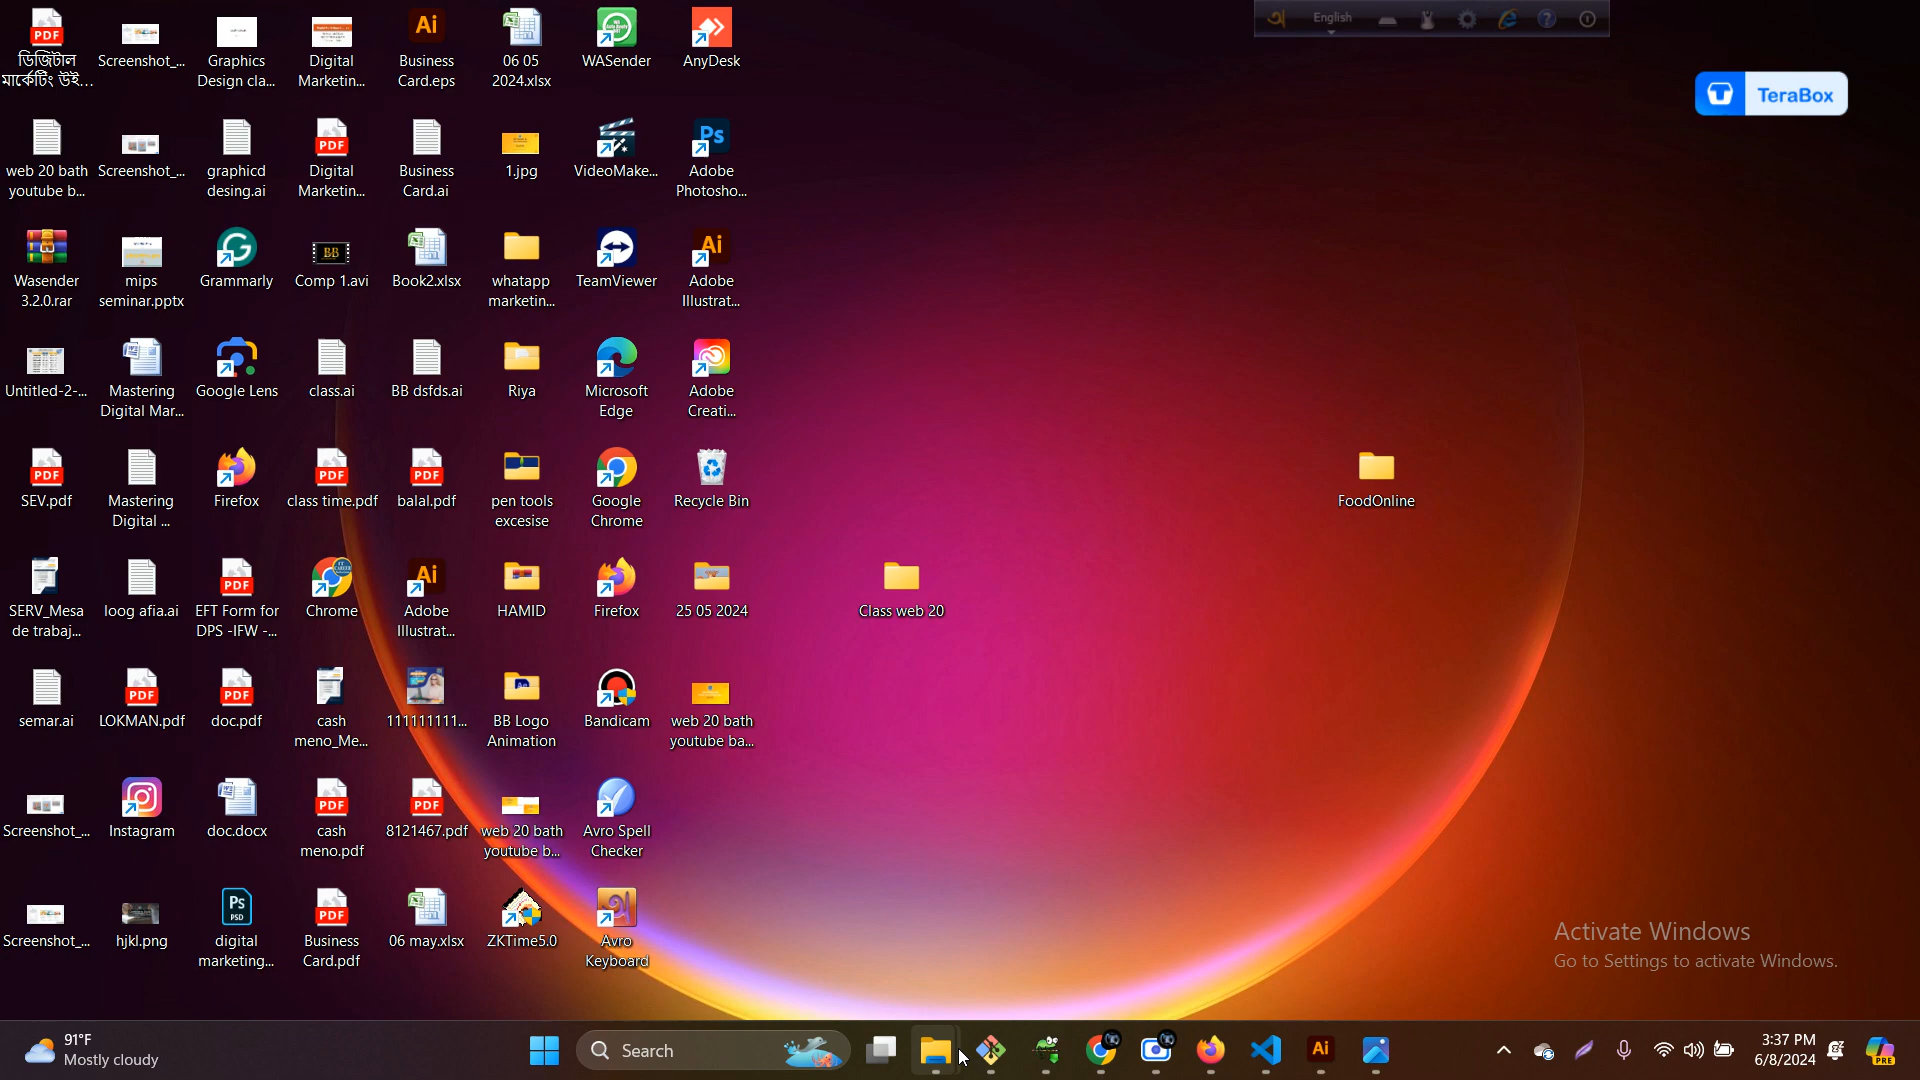 English
TeraBox
ডিজিটাল
মার্কেটিং উই...
Screenshot_...
Graphics
Design cla...
Digital
Marketin...
Business
Card.eps
06 05
2024.xlsx
WASender
AnyDesk
web 20 bath
youtube b...
Screenshot_...
graphicd
desing.ai
Digital
Marketin...
Business
Card.ai
1.jpg
VideoMake...
Adobe
Photosho...
Wasender
3.2.0.rar
mips
seminar.pptx
Grammarly
Comp 1.avi
Book2.xlsx
whatapp
marketin...
TeamViewer
Adobe
Illustrat...
Untitled-2-...
Mastering
Digital Mar...
Google Lens
class.ai
BB dsfds.ai
Riya
Microsoft
Edge
Adobe
Creati...
SEV.pdf
Mastering
Digital ...
Firefox
class time.pdf
balal.pdf
pen tools
excesise
Google
Chrome
Recycle Bin
FoodOnline
SERV_Mesa
de trabaj...
loog afia.ai
EFT Form for
DPS -IFW -...
Chrome
Adobe
Illustrat...
HAMID
Firefox
25 05 2024
Class web 20
semar.ai
LOKMAN.pdf
doc.pdf
cash
meno_Me...
111111111...
BB Logo
Animation
Bandicam
web 20 bath
youtube ba...
Screenshot_...
Instagram
doc.docx
cash
meno.pdf
8121467.pdf
web 20 bath
youtube b...
Avro Spell
Checker
Screenshot_...
hjkl.png
digital
marketing...
Business
Card.pdf
06 may.xlsx
ZKTime5.0
Avro
Keyboard
Activate Windows
Go to Settings to activate Windows.
91°F
Mostly cloudy
Search
3:37 PM
6/8/2024